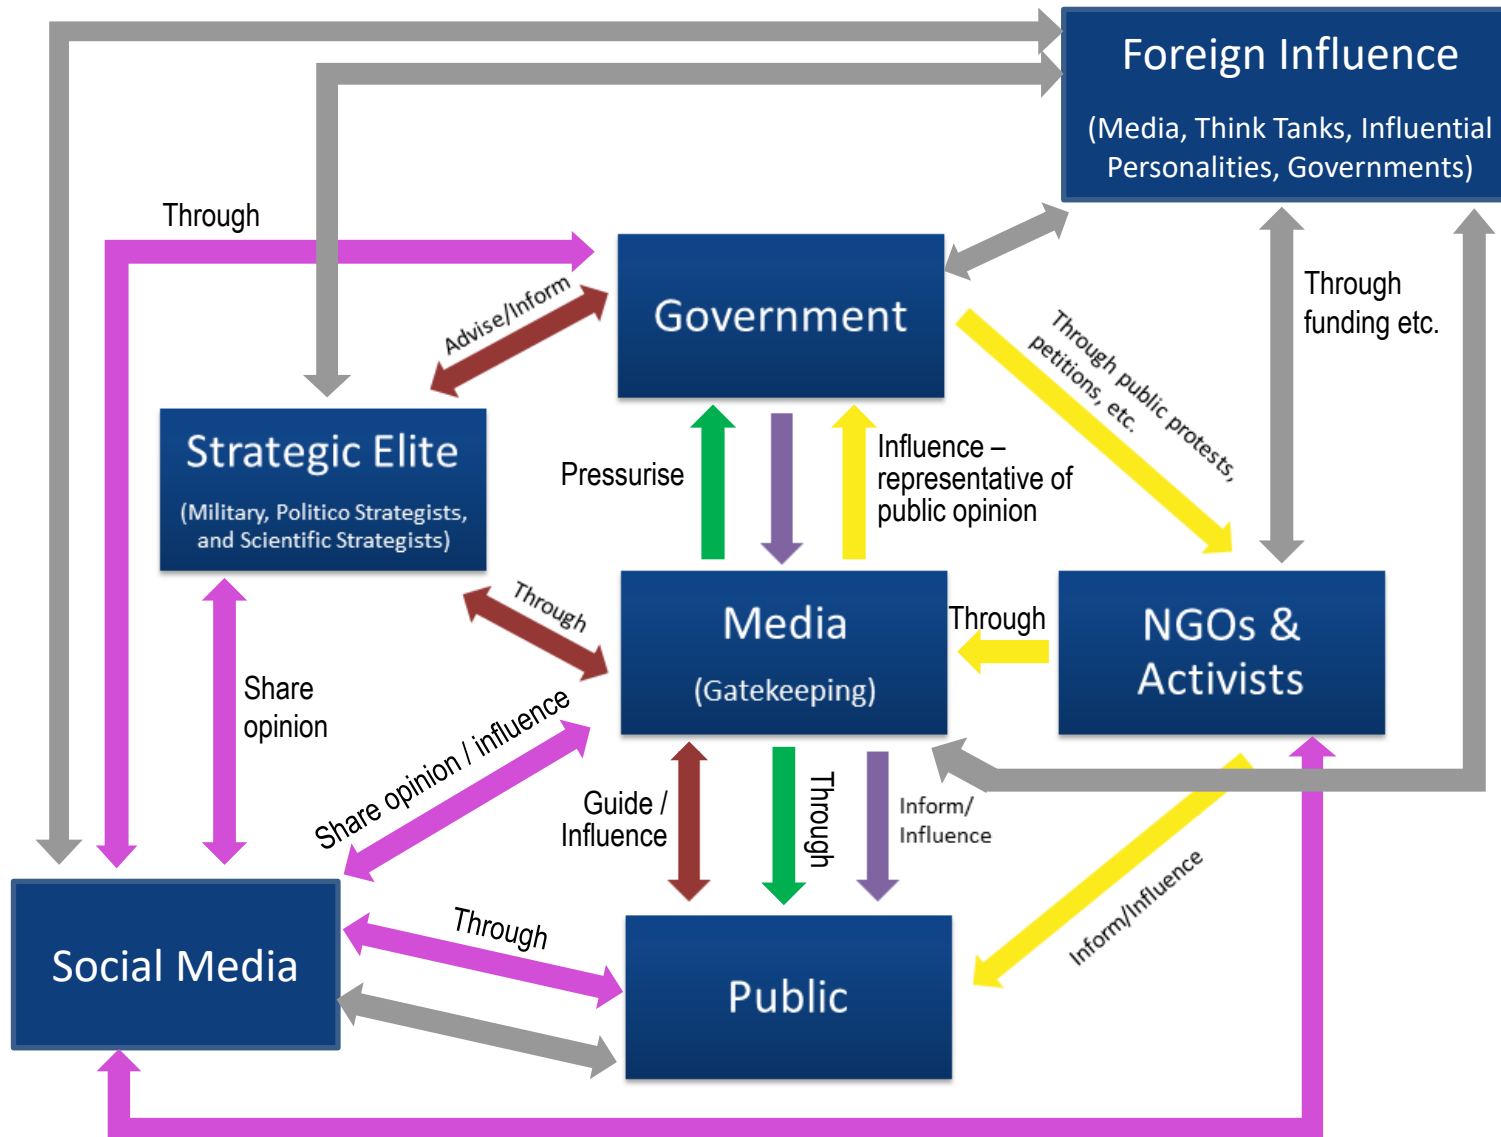 Foreign Influence
(Media, Think Tanks, Influential
Personalities, Governments)
Through
Government
Advise/Inform
Through
funding etc.
Through public protests,
petitions, etc.
Strategic Elite
(Military, Politico Strategists,
and Scientific Strategists)
Pressurise
Influence –
representative of
public opinion
Through
Media
(Gatekeeping)
Through
NGOs &
Activists
Share
opinion
Share opinion / influence
Guide /
Influence
Through
Inform/
Influence
Inform/Influence
Social Media
Through
Public